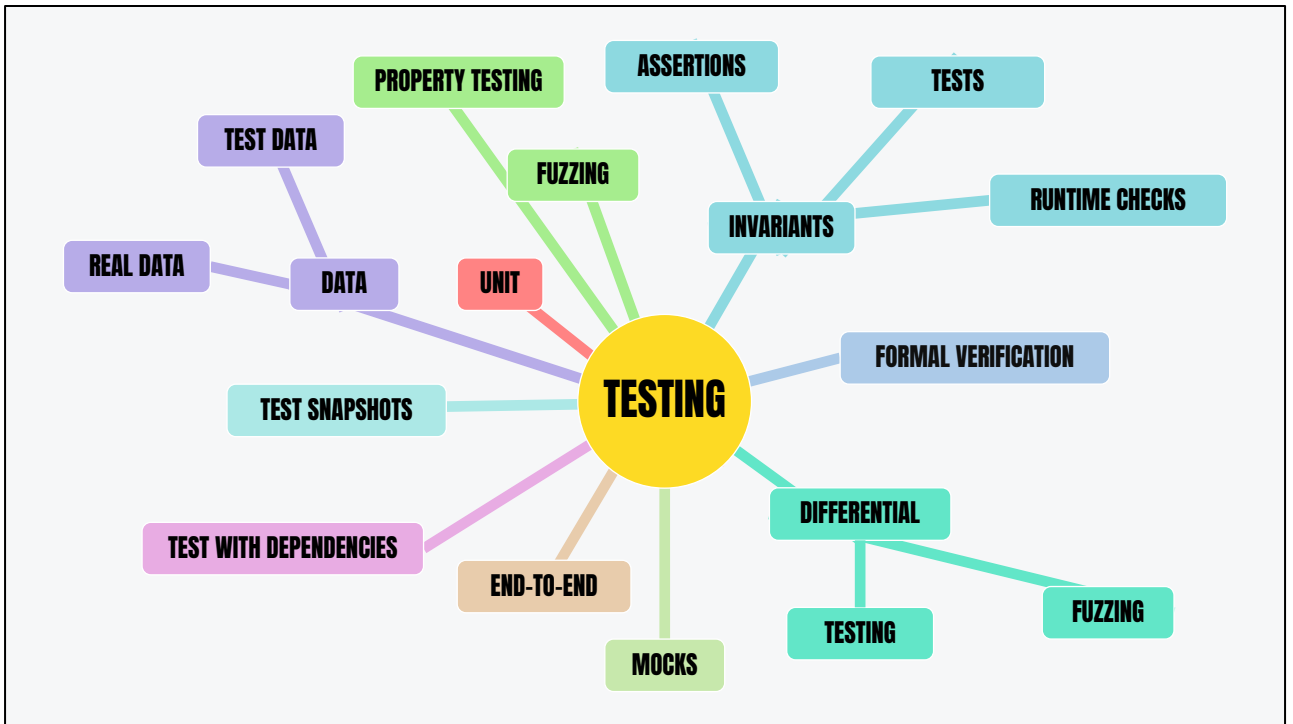 ASSERTIONS
TESTS
PROPERTY TESTING
TEST DATA
FUZZING
RUNTIME CHECKS
INVARIANTS
REAL DATA
DATA
UNIT
FORMAL VERIFICATION
TESTING
TEST SNAPSHOTS
DIFFERENTIAL
TEST WITH DEPENDENCIES
END-TO-END
FUZZING
TESTING
MOCKS